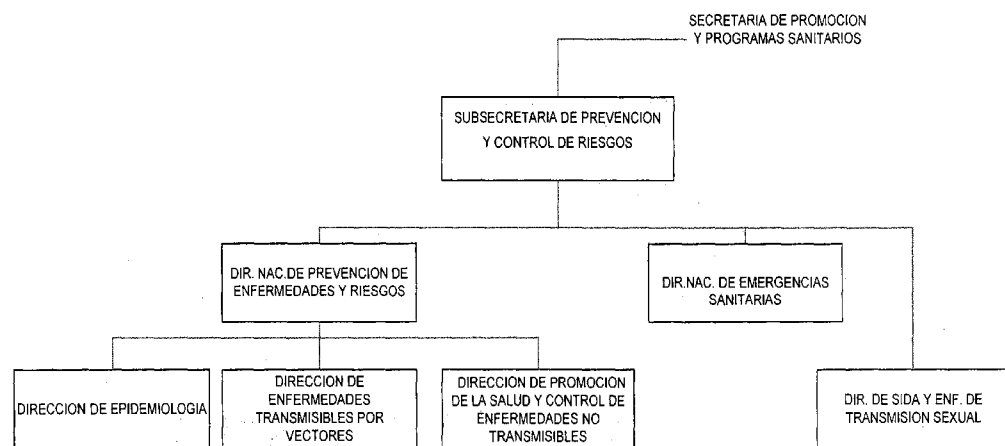 SECRETARIA DE PROMOCION
Y PROGRAMAS SANITARIOS
SUBSECRETARIA DE PREVENCION
Y CONTROL DE RIESGOS
DIR. NAC.DE PREVENCION DE
ENFERMEDADES Y RIESGOS
DIR.NAC. DE EMERGENCIAS
SANITARIAS
DIRECCION DE EPIDEMIOLOGIA
DIRECCION DE
ENFERMEDADES
TRANSMISIBLES POR
VECTORES
DIRECCION DE PROMOCION
DE LA SALUD Y CONTROL DE
ENFERMEDADES NO
TRANSMISIBLES
DIR. DE SIDA Y ENF. DE
TRANSMISION SEXUAL